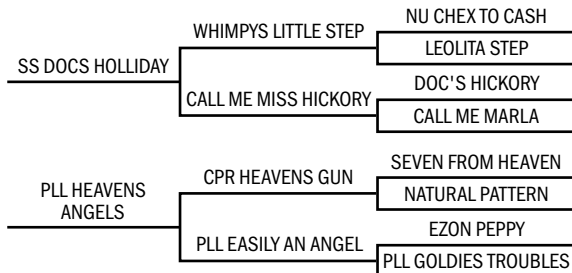 NU CHEX TO CASH
WHIMPYS LITTLE STEP
LEOLITA STEP
SS DOCS HOLLIDAY
DOC'S HICKORY
CALL ME MISS HICKORY
CALL ME MARLA
SEVEN FROM HEAVEN
CPR HEAVENS GUN
NATURAL PATTERN
PLL HEAVENS
ANGELS
EZON PEPPY
PLL EASILY AN ANGEL
PLL GOLDIES TROUBLES